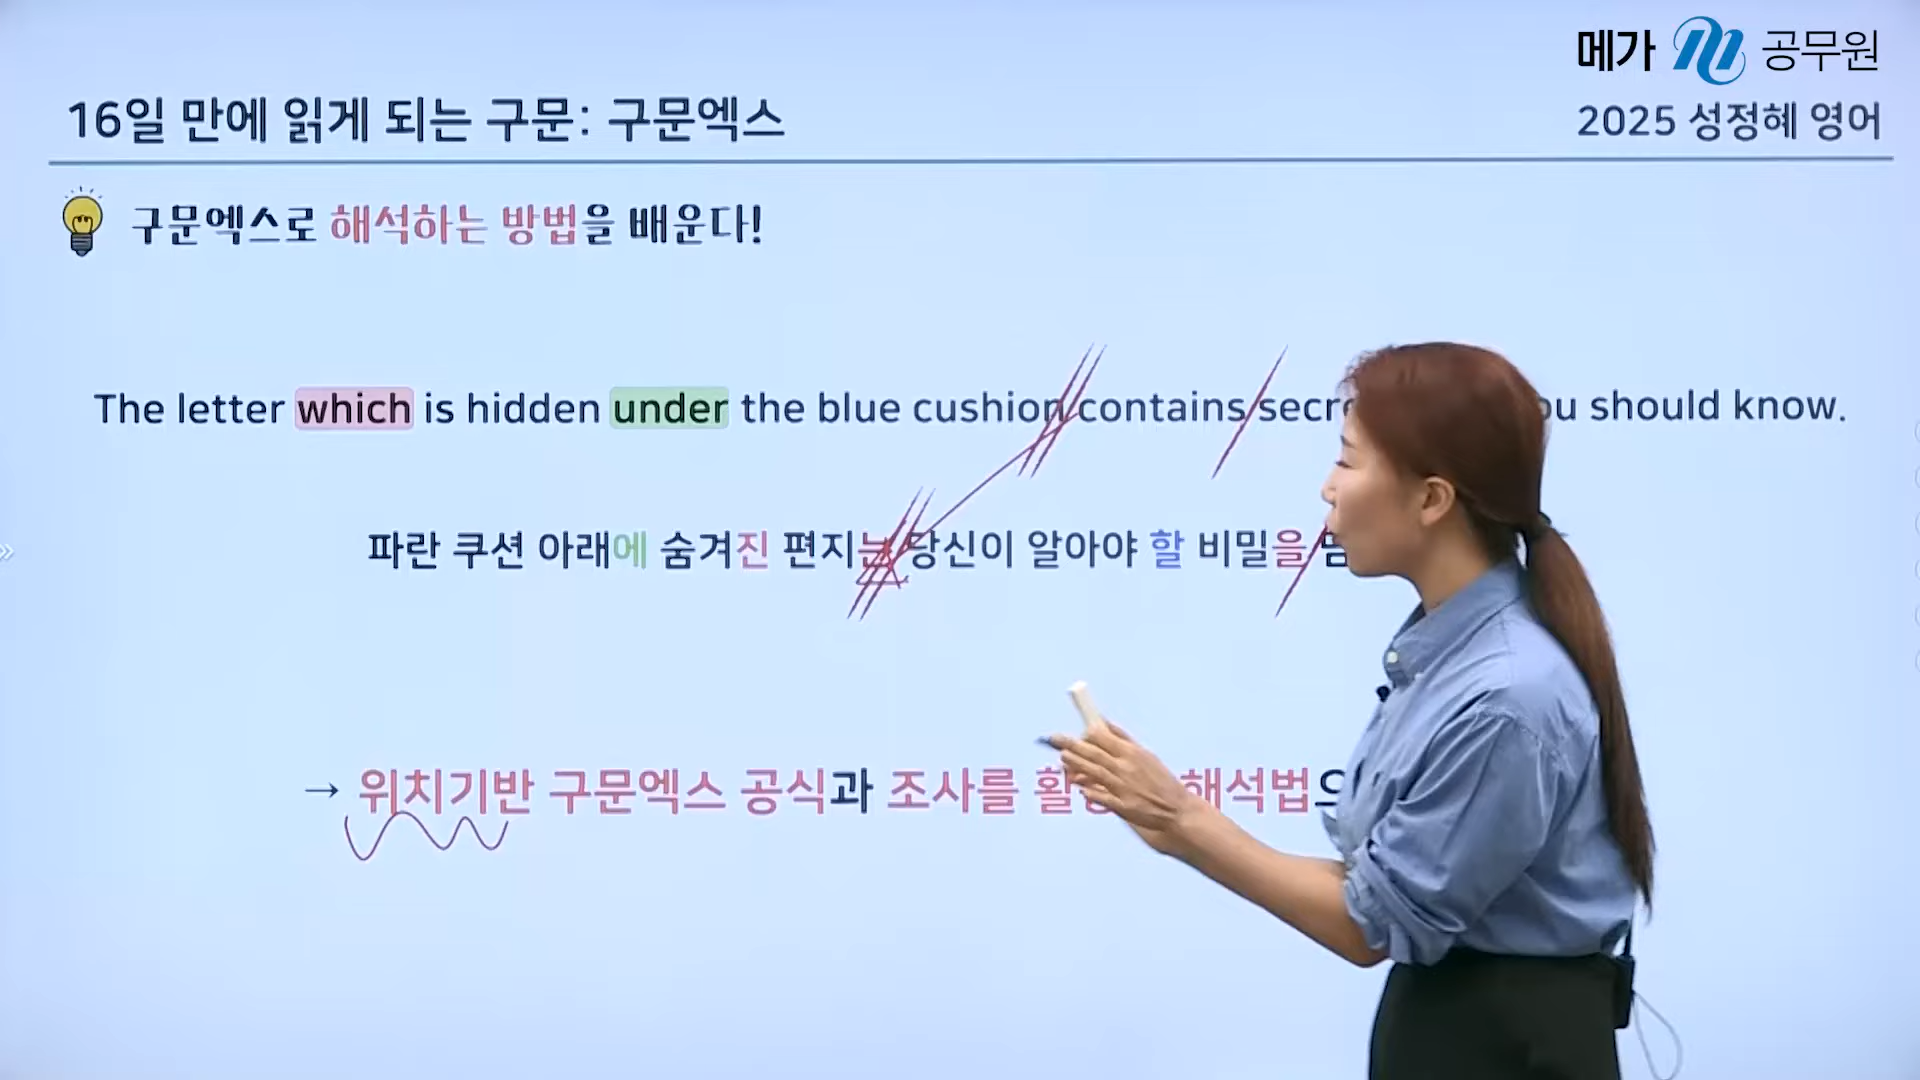 메가 공무원
16일 만에 읽게 되는 구문: 구문엑스
2025 성정혜 영어
구문엑스로 해석하는 방법을 배운다!
The letter which is hidden under the blue cushion contains should know.
파란 쿠션 아래에 숨겨진 편지는 당신이 알아야 할 비밀을
→ 위치기반 구문엑스 공식과 조사를 해석법으